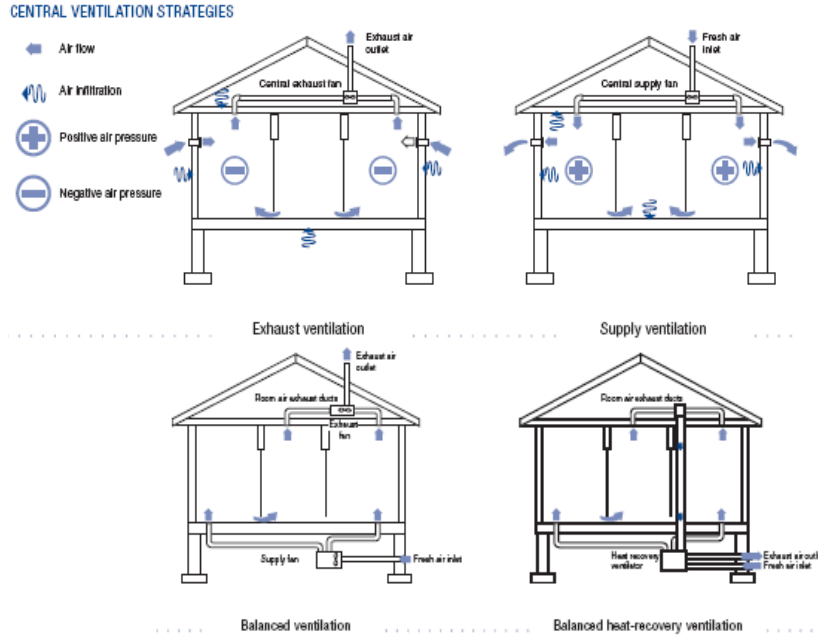 CENTRAL VENTILATION STRATEGIES
Air flow
Air infiltration
Positive air pressure
Negative air pressure
Exhaust air
outlet
Central exhaust fan
Fresh air
inlet
Central supply fan
Exhaust ventilation
Supply ventilation
Exhaust air
outlet
Room air exhaust ducts
Exhaust
fan
Supply fan
Fresh air inlet
Room air exhaust ducts
Heat recovery
ventilator
Exhaust air outl
Fresh air inlet
Balanced ventilation
Balanced heat-recovery ventilation